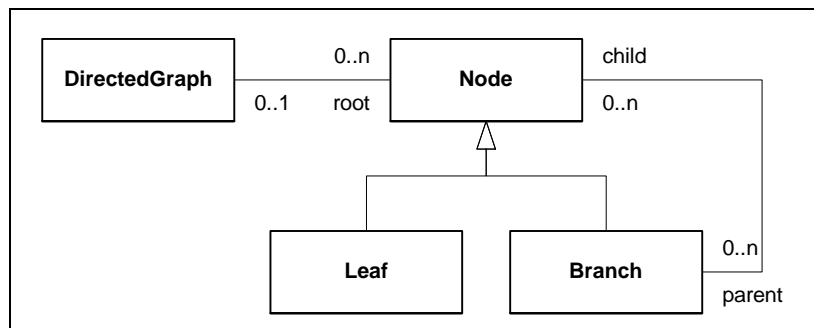 DirectedGraph
0..1
0..n
root
Node
child
0..n
Leaf
Branch
0..n
parent